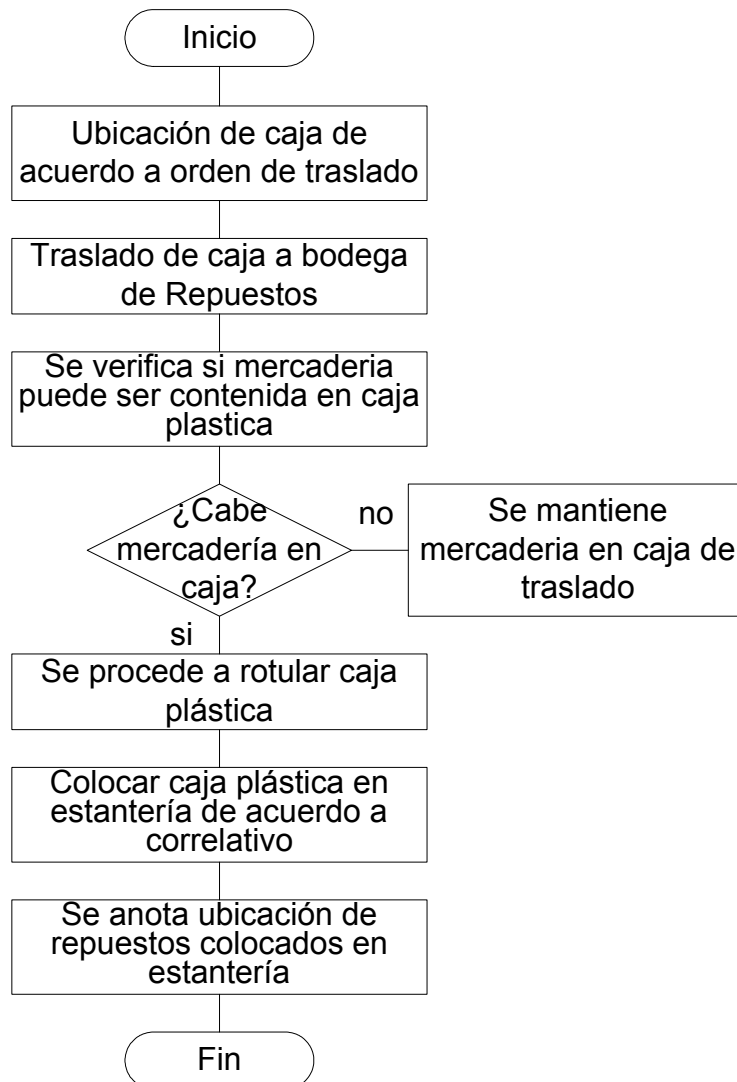 Inicio
Ubicación de caja de
acuerdo a orden de traslado
Traslado de caja a bodega
de Repuestos
Se verifica si mercaderia
puede ser contenida en caja
plastica
¿Cabe
mercadería en
caja?
no
Se mantiene
mercaderia en caja de
traslado
si
Se procede a rotular caja
plástica
Colocar caja plástica en
estantería de acuerdo a
correlativo
Se anota ubicación de
repuestos colocados en
estantería
Fin